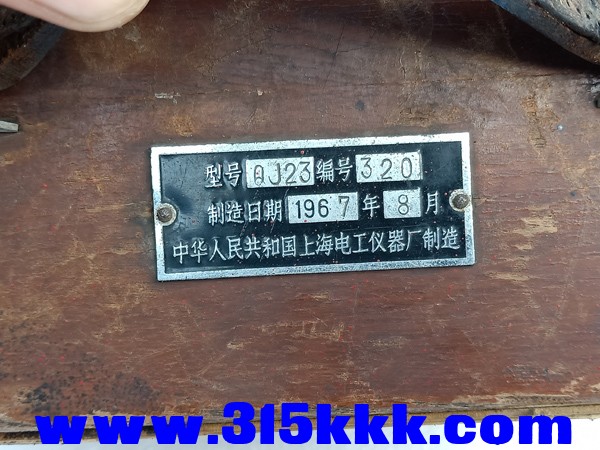 型号 QJ23 编号 320
制造日期 1967 年 8 月
中华人民共和国上海电工仪器厂制造
www.315kkk.com